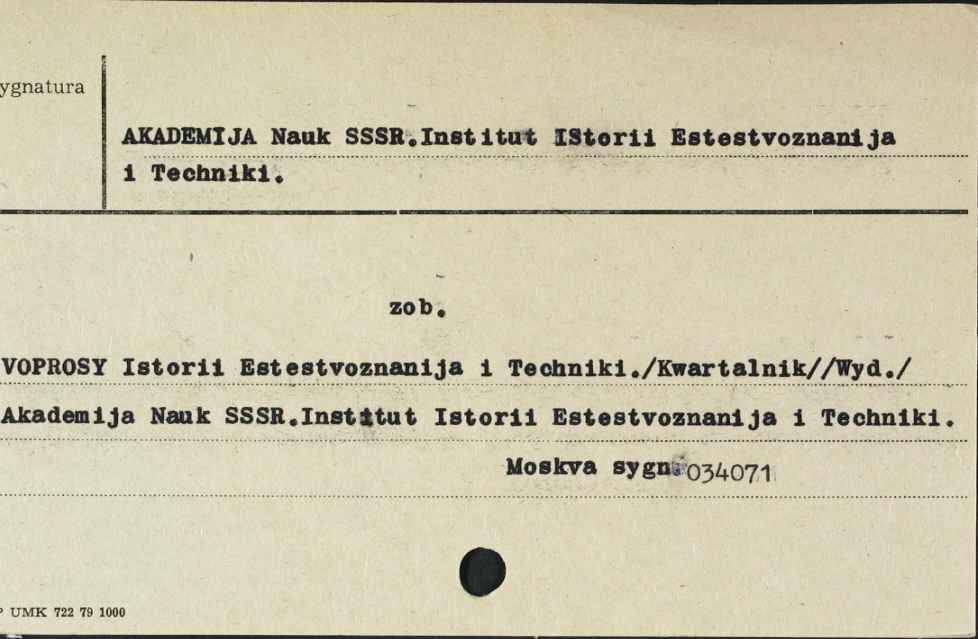 ygnatura
AKADEMIJA Nauk SSSR.Institut IStorii Estestvoznanija
i Techniki.
zob.
VOPROSY Istorii Estestvoznanija i Techniki./Kwartalnik//Wyd./
Akademija Nauk SSSR.Institut Istorii Estestvoznanija i Techniki.
Moskva sygn. 034071
P UMK 722 79 1000